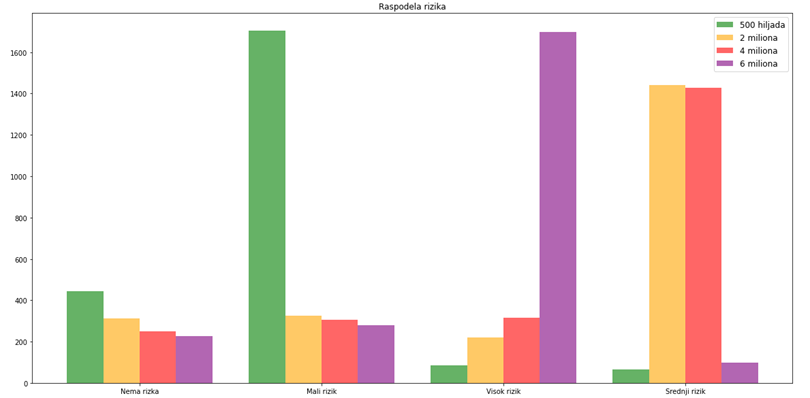 Raspodela rizika
500 hiljada
2 miliona
4 miliona
6 miliona
1600
1400
1200
1000
800
600
400
200
0
Nema rizka
Mali rizik
Visok rizik
Srednji rizik